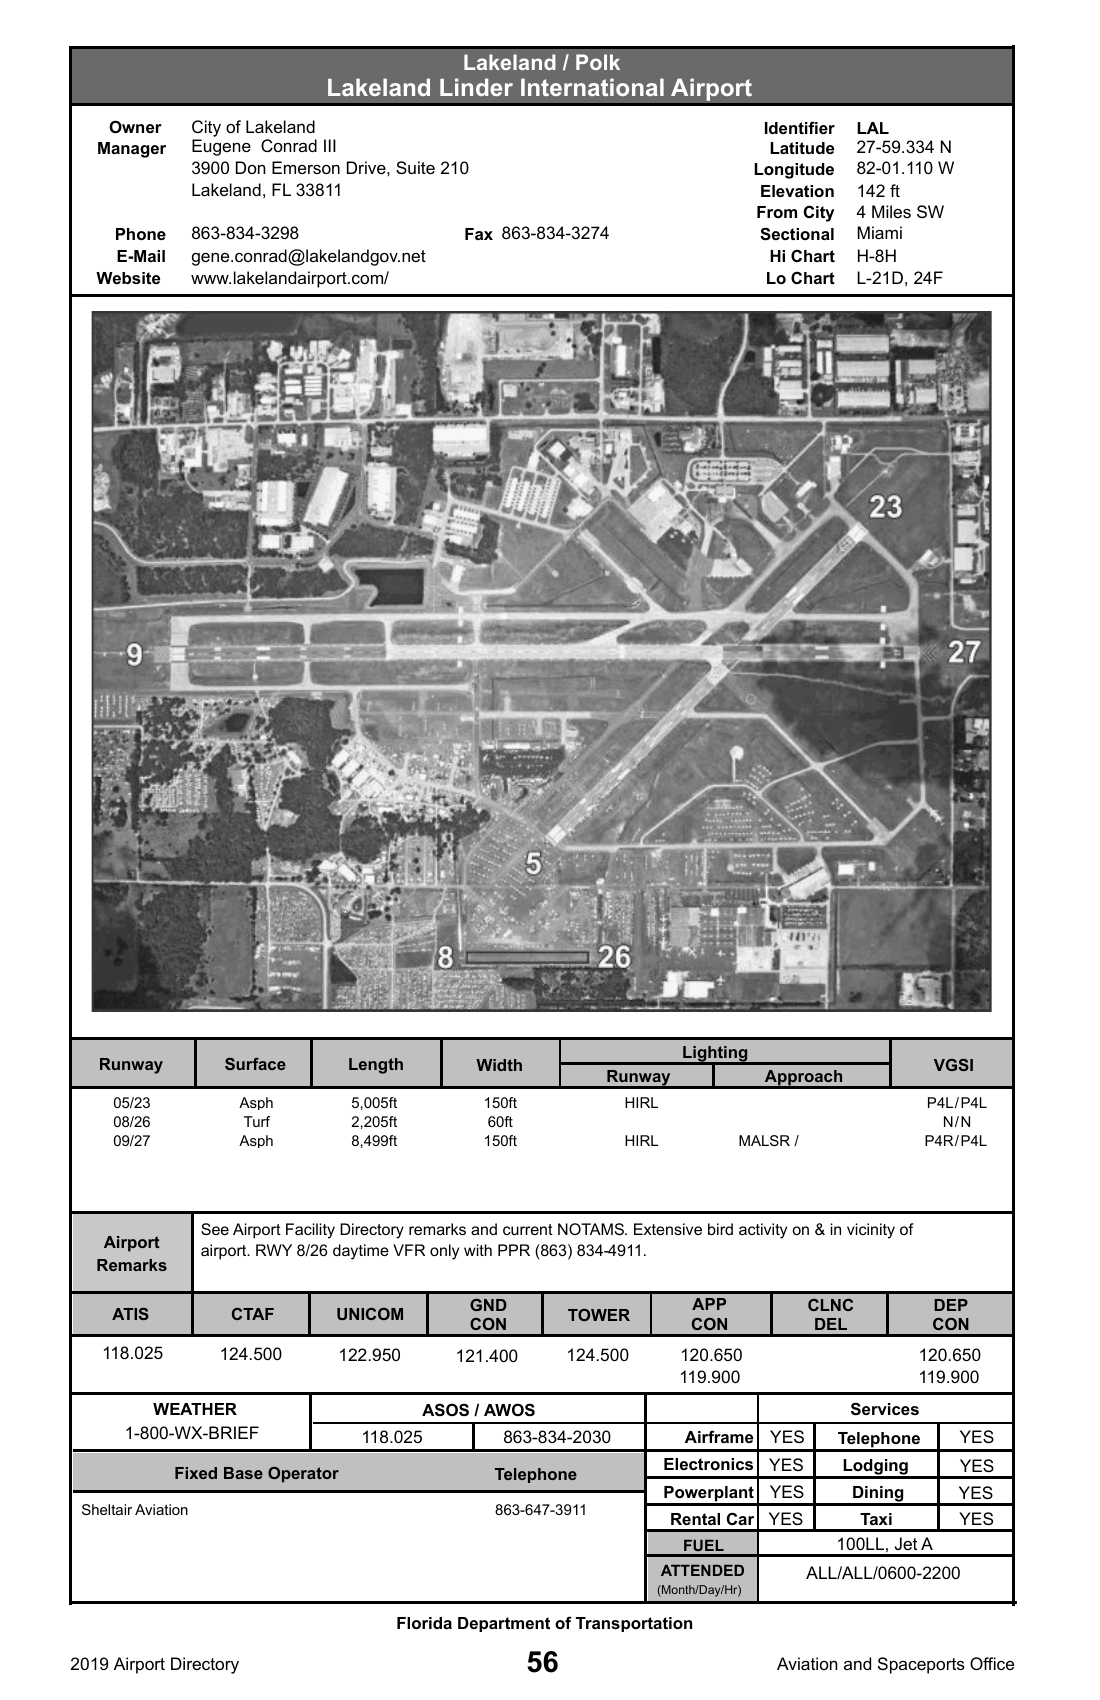 Lakeland / Polk
Lakeland Linder International Airport
Owner City of Lakeland
Manager Eugene Conrad III
3900 Don Emerson Drive, Suite 210
Lakeland, FL 33811
Phone 863-834-3298 Fax 863-834-3274
E-Mail gene.conrad@lakelandgov.net
Website www.lakelandairport.com/
Identifier LAL
Latitude 27-59.334 N
Longitude 82-01.110 W
Elevation 142 ft
From City 4 Miles SW
Sectional Miami
Hi Chart H-8H
Lo Chart L-21D, 24F
23
9
27
5
8 26
Runway Surface Length Width Lighting VGSI
Runway Approach
05/23 Asph 5,005ft 150ft HIRL P4L/P4L
08/26 Turf 2,205ft 60ft N/N
09/27 Asph 8,499ft 150ft HIRL MALSR / P4R/P4L
Airport Remarks
See Airport Facility Directory remarks and current NOTAMS. Extensive bird activity on & in vicinity of
airport. RWY 8/26 daytime VFR only with PPR (863) 834-4911.
ATIS CTAF UNICOM GND CON TOWER APP CON CLNC DEL DEP CON
118.025 124.500 122.950 121.400 124.500 120.650 120.650
119.900 119.900
WEATHER
1-800-WX-BRIEF
ASOS / AWOS
118.025 863-834-2030
Fixed Base Operator Telephone
Sheltair Aviation 863-647-3911
Services
Airframe YES Telephone YES
Electronics YES Lodging YES
Powerplant YES Dining YES
Rental Car YES Taxi YES
FUEL 100LL, Jet A
ATTENDED ALL/ALL/0600-2200
(Month/Day/Hr)
Florida Department of Transportation
2019 Airport Directory 56 Aviation and Spaceports Office